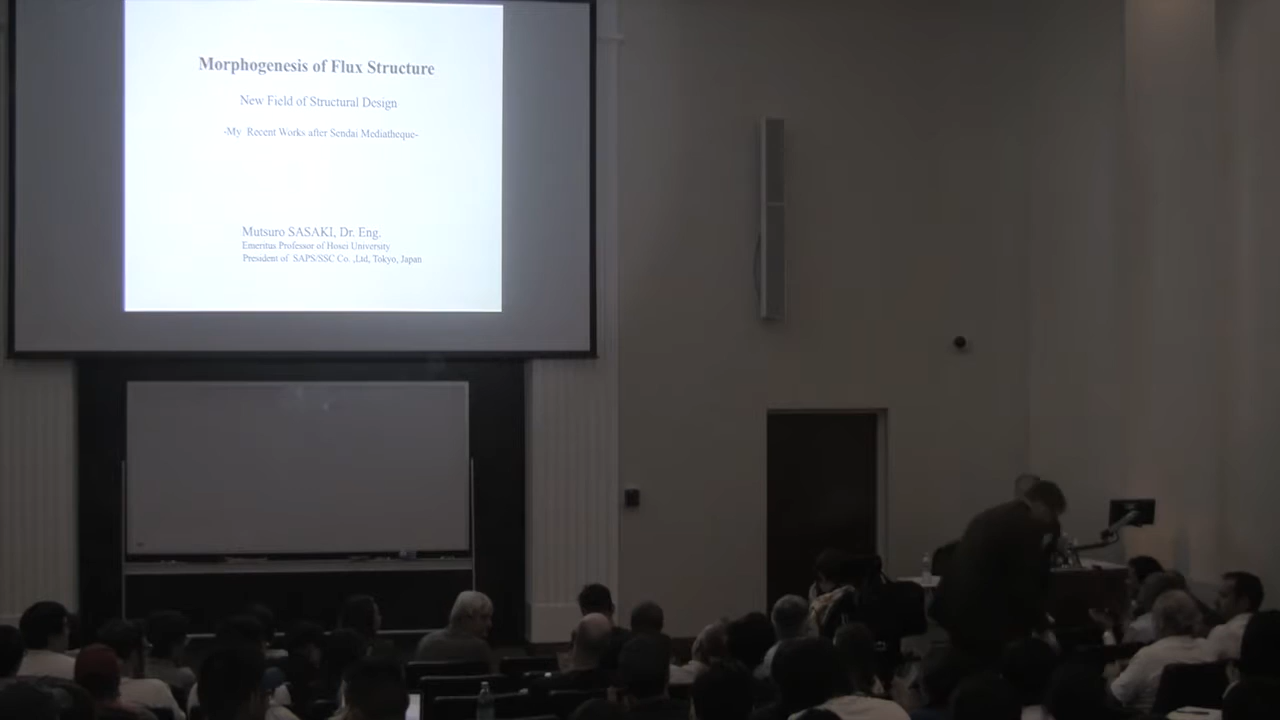 Morphogenesis of Flux Structure
New Field of Structural Design
-My Recent Works after Sendai Mediatheque-
Mutsuro SASAKI, Dr. Eng.
Emeritus Professor of Hosei University
President of SAPS/SSC Co. ,Ltd, Tokyo, Japan